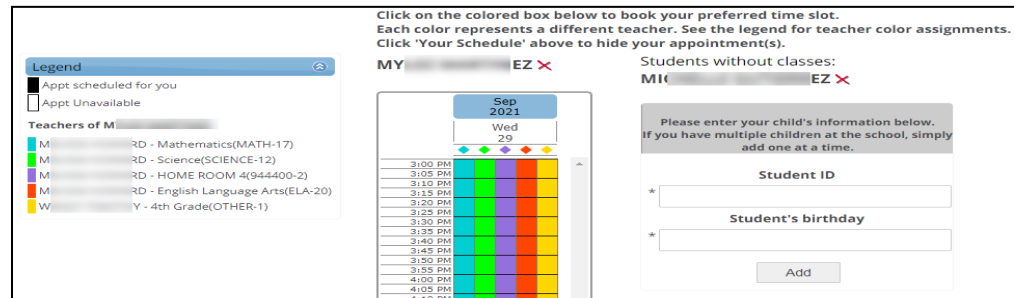 Click on the colored box below to book your preferred time slot.
Each color represents a different teacher. See the legend for teacher color assignments.
Click 'Your Schedule' above to hide your appointment(s).
MY EZ
Students without classes:
MI EZ
Legend
Appt scheduled for you
Appt Unavailable
Teachers of M
M RD - Mathematics(MATH-17)
M RD - Science(SCIENCE-12)
M RD - HOME ROOM 4(944400-2)
M RD - English Language Arts(ELA-20)
W Y - 4th Grade(OTHER-1)
Sep
2021
Wed
29
3:00 PM
3:05 PM
3:10 PM
3:15 PM
3:20 PM
3:25 PM
3:30 PM
3:35 PM
3:40 PM
3:45 PM
3:50 PM
3:55 PM
4:00 PM
4:05 PM
4:10 PM
Please enter your child's information below.
If you have multiple children at the school, simply
add one at a time.
Student ID
*
Student's birthday
*
Add